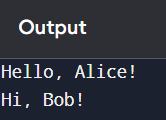 Output
Hello, Alice!
Hi, Bob!